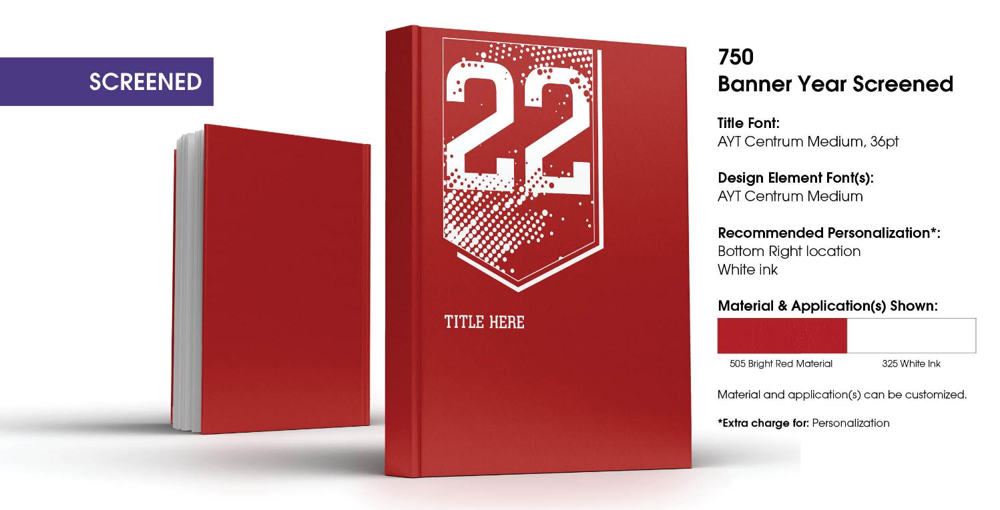 SCREENED
22
TITLE HERE
750
Banner Year Screened
Title Font:
AYT Centrum Medium, 36pt
Design Element Font(s):
AYT Centrum Medium
Recommended Personalization*:
Bottom Right location
White ink
Material & Application(s) Shown:
505 Bright Red Material
325 White Ink
Material and application(s) can be customized.
*Extra charge for: Personalization